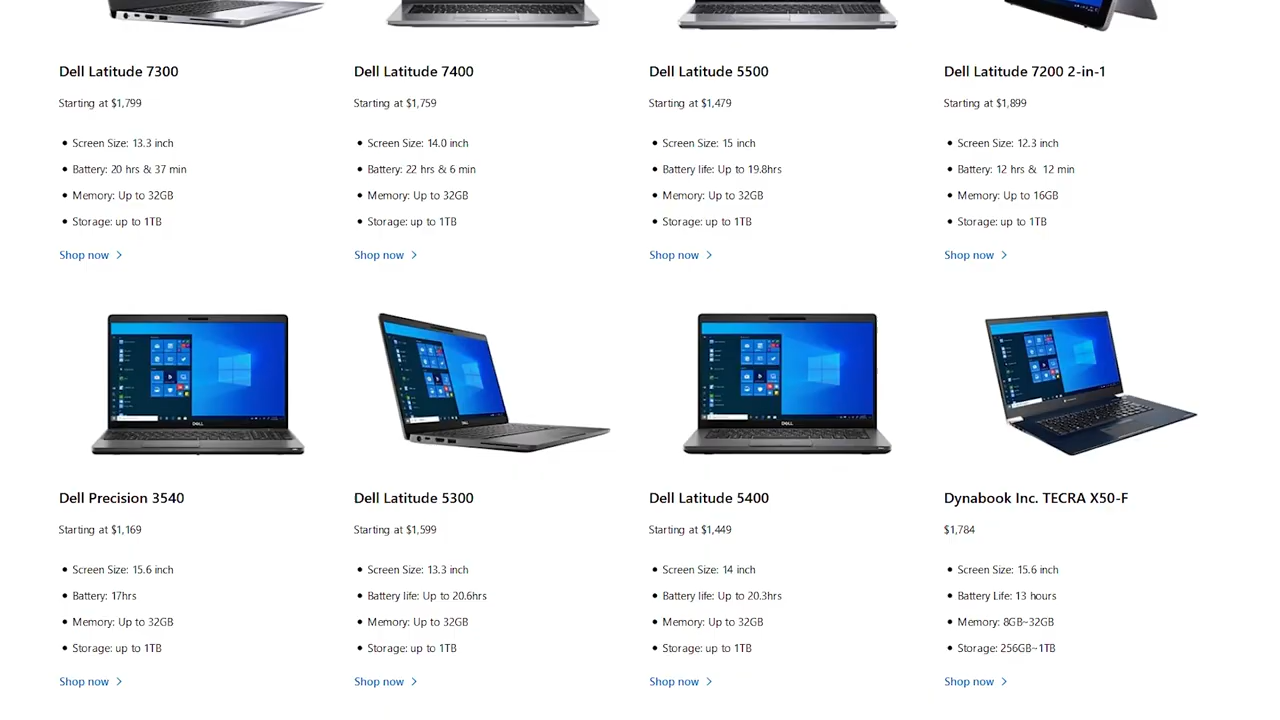 Dell Latitude 7300
Starting at $1,799
• Screen Size: 13.3 inch
• Battery: 20 hrs & 37 min
• Memory: Up to 32GB
• Storage: up to 1TB
Shop now >
Dell Latitude 7400
Starting at $1,759
• Screen Size: 14.0 inch
• Battery: 22 hrs & 6 min
• Memory: Up to 32GB
• Storage: up to 1TB
Shop now >
Dell Latitude 5500
Starting at $1,479
• Screen Size: 15 inch
• Battery life: Up to 19.8hrs
• Memory: Up to 32GB
• Storage: up to 1TB
Shop now >
Dell Latitude 7200 2-in-1
Starting at $1,899
• Screen Size: 12.3 inch
• Battery: 12 hrs & 12 min
• Memory: Up to 16GB
• Storage: up to 1TB
Shop now >
DELL
Dell Precision 3540
Starting at $1,169
• Screen Size: 15.6 inch
• Battery: 17hrs
• Memory: Up to 32GB
• Storage: up to 1TB
Shop now >
DELL
Dell Latitude 5300
Starting at $1,599
• Screen Size: 13.3 inch
• Battery life: Up to 20.6hrs
• Memory: Up to 32GB
• Storage: up to 1TB
Shop now >
DELL
Dell Latitude 5400
Starting at $1,449
• Screen Size: 14 inch
• Battery life: Up to 20.3hrs
• Memory: Up to 32GB
• Storage: up to 1TB
Shop now >
Dynabook Inc. TECRA X50-F
$1,784
• Screen Size: 15.6 inch
• Battery Life: 13 hours
• Memory: 8GB~32GB
• Storage: 256GB~1TB
Shop now >